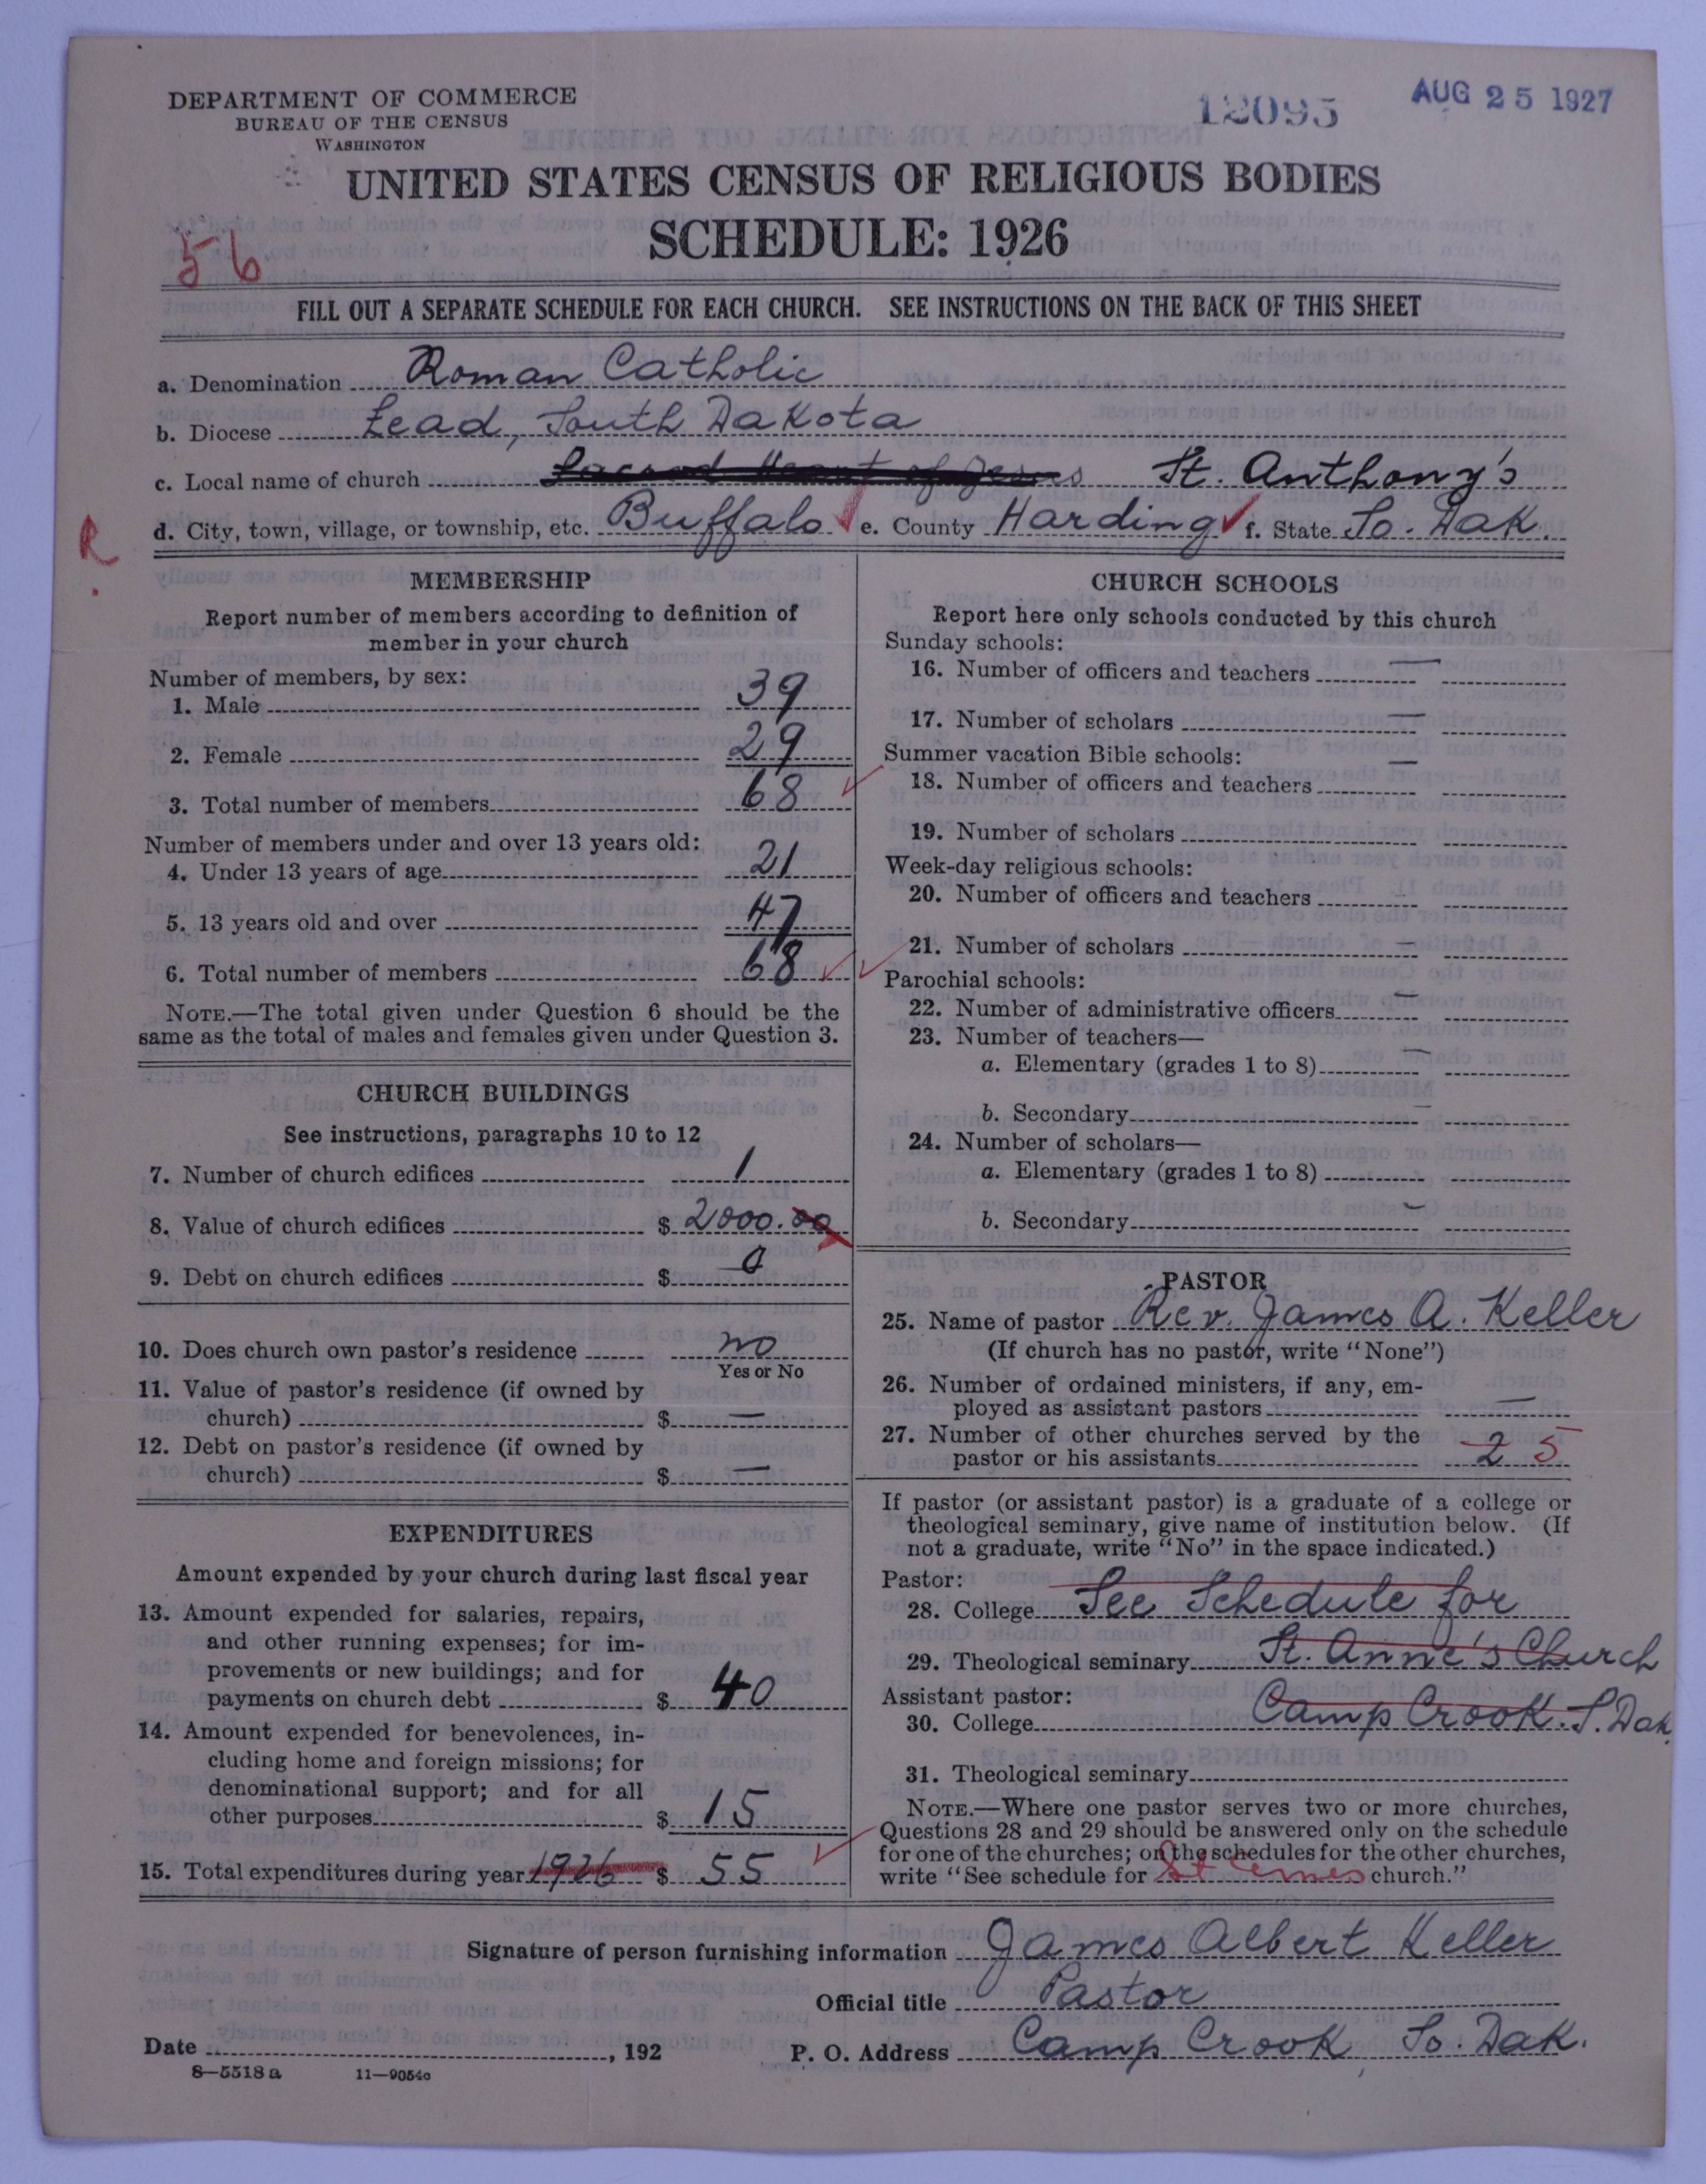 DEPARTMENT OF COMMERCE
BUREAU OF THE CENSUS
WASHINGTON
12095
AUG 25 1927
UNITED STATES CENSUS OF RELIGIOUS BODIES
SCHEDULE: 1926
56
FILL OUT A SEPARATE SCHEDULE FOR EACH CHURCH. SEE INSTRUCTIONS ON THE BACK OF THIS SHEET
a. Denomination Roman Catholic
b. Diocese Lead, South Dakota
c. Local name of church Sacred Heart of Jesus St. Anthony's
R d. City, town, village, or township, etc. Buffalo e. County Harding f. State So. Dak.
MEMBERSHIP
Report number of members according to definition of
member in your church
Number of members, by sex:
1. Male 39
2. Female 29
3. Total number of members 68
Number of members under and over 13 years old:
4. Under 13 years of age 21
5. 13 years old and over 47
6. Total number of members 68
NOTE.—The total given under Question 6 should be the
same as the total of males and females given under Question 3.
CHURCH BUILDINGS
See instructions, paragraphs 10 to 12
7. Number of church edifices 1
8. Value of church edifices $ 2000.00
9. Debt on church edifices $ 0
10. Does church own pastor's residence no
Yes or No
11. Value of pastor's residence (if owned by
church) $ —
12. Debt on pastor's residence (if owned by
church) $ —
EXPENDITURES
Amount expended by your church during last fiscal year
13. Amount expended for salaries, repairs,
and other running expenses; for im-
provements or new buildings; and for
payments on church debt $ 40
14. Amount expended for benevolences, in-
cluding home and foreign missions; for
denominational support; and for all
other purposes $ 15
15. Total expenditures during year 1926 $ 55
CHURCH SCHOOLS
Report here only schools conducted by this church
Sunday schools:
16. Number of officers and teachers —
17. Number of scholars —
Summer vacation Bible schools:
18. Number of officers and teachers —
19. Number of scholars
Week-day religious schools:
20. Number of officers and teachers
21. Number of scholars —
Parochial schools:
22. Number of administrative officers —
23. Number of teachers—
a. Elementary (grades 1 to 8) —
b. Secondary —
24. Number of scholars—
a. Elementary (grades 1 to 8)
b. Secondary —
PASTOR
25. Name of pastor Rev. James A. Keller
(If church has no pastor, write "None")
26. Number of ordained ministers, if any, em-
ployed as assistant pastors —
27. Number of other churches served by the
pastor or his assistants 2 5
If pastor (or assistant pastor) is a graduate of a college or
theological seminary, give name of institution below. (If
not a graduate, write "No" in the space indicated.)
Pastor:
28. College See Schedule for
29. Theological seminary St. Anne's Church
Assistant pastor:
30. College Camp Crook. S. Dak.
31. Theological seminary
NOTE.—Where one pastor serves two or more churches,
Questions 28 and 29 should be answered only on the schedule
for one of the churches; on the schedules for the other churches,
write "See schedule for St church."
Signature of person furnishing information James Albert Keller
Official title Pastor
Date , 192 P. O. Address Camp Crook, So. Dak.
8—5518 a 11—9054c